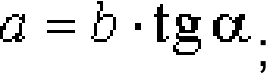 a = b · tg α ;